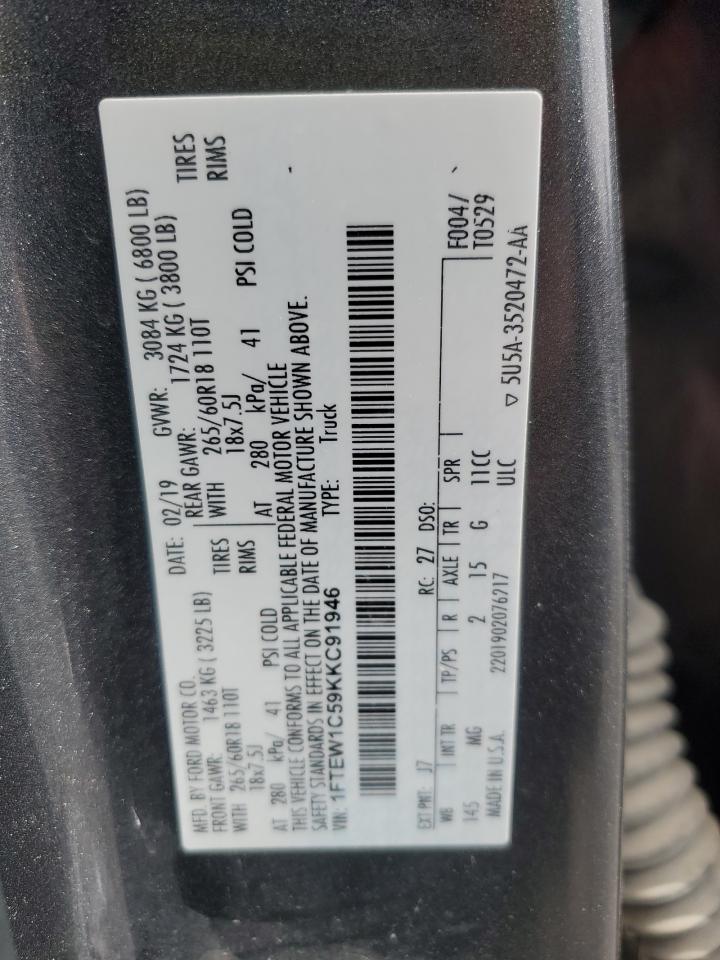 MFD. BY FORD MOTOR CO. DATE: 02/19 GVWR: 3084 KG ( 6800 LB)
FRONT GAWR: 1463 KG ( 3225 LB) REAR GAWR: 1724 KG ( 3800 LB)
WITH 265/60R18 110T TIRES WITH 265/60R18 110T TIRES
18x7.5J RIMS 18x7.5J RIMS
AT 280 kPa/ 41 PSI COLD AT 280 kPa/ 41 PSI COLD
THIS VEHICLE CONFORMS TO ALL APPLICABLE FEDERAL MOTOR VEHICLE
SAFETY STANDARDS IN EFFECT ON THE DATE OF MANUFACTURE SHOWN ABOVE.
VIN: 1FTEW1C59KKC91946 TYPE: Truck
EXT PNT: J7 RC: 27 DSO: F004/
WB INT TR TP/PS R AXLE TR SPR T0529
145 MG 2 15 G 11CC
MADE IN U.S.A. 2201902076217 ULC ▽ 5U5A-3520472-AA